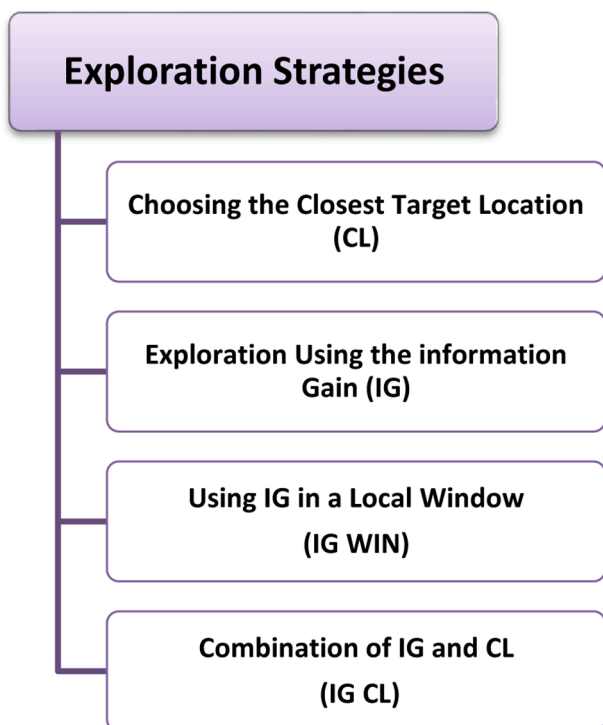 Exploration Strategies
Choosing the Closest Target Location
(CL)
Exploration Using the information
Gain (IG)
Using IG in a Local Window
(IG WIN)
Combination of IG and CL
(IG CL)